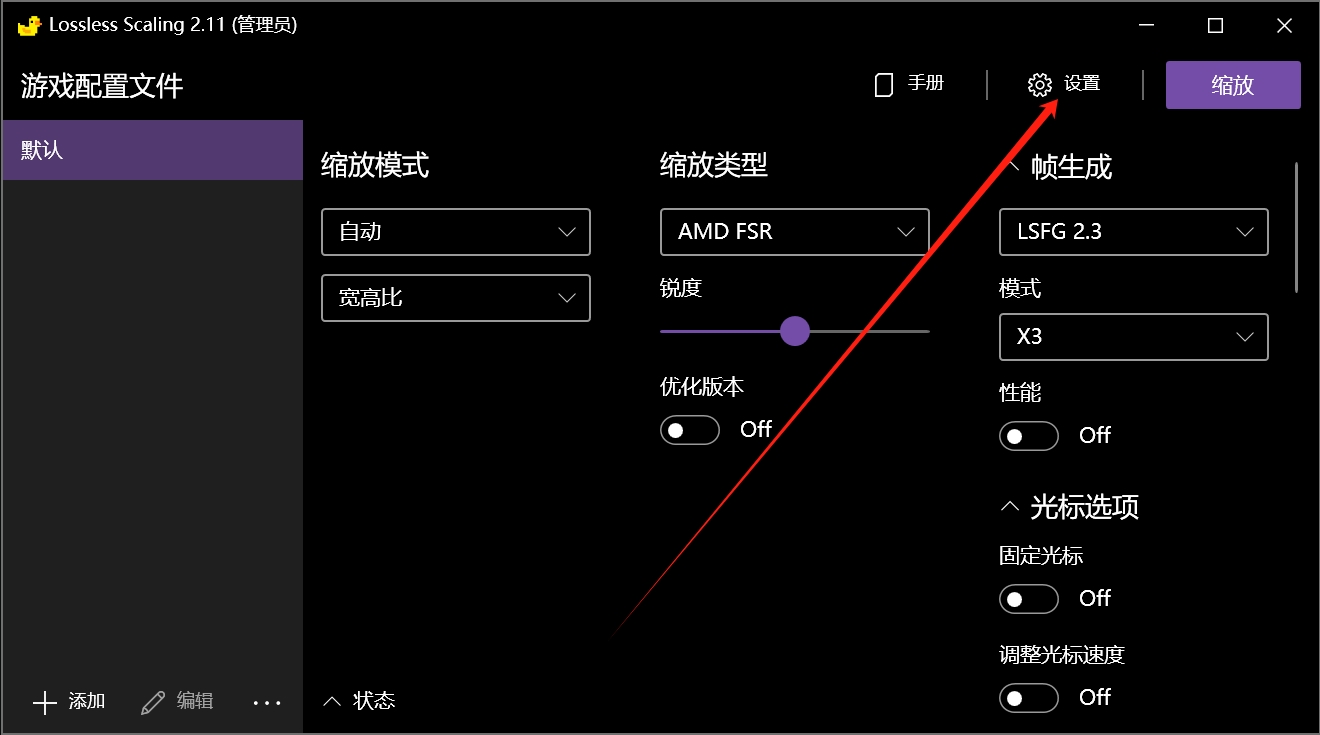 Lossless Scaling 2.11 (管理员)
游戏配置文件
手册
设置
缩放
默认
缩放模式
自动
宽高比
缩放类型
AMD FSR
锐度
优化版本
Off
帧生成
LSFG 2.3
模式
X3
性能
Off
光标选项
固定光标
Off
调整光标速度
Off
添加
编辑
...
状态